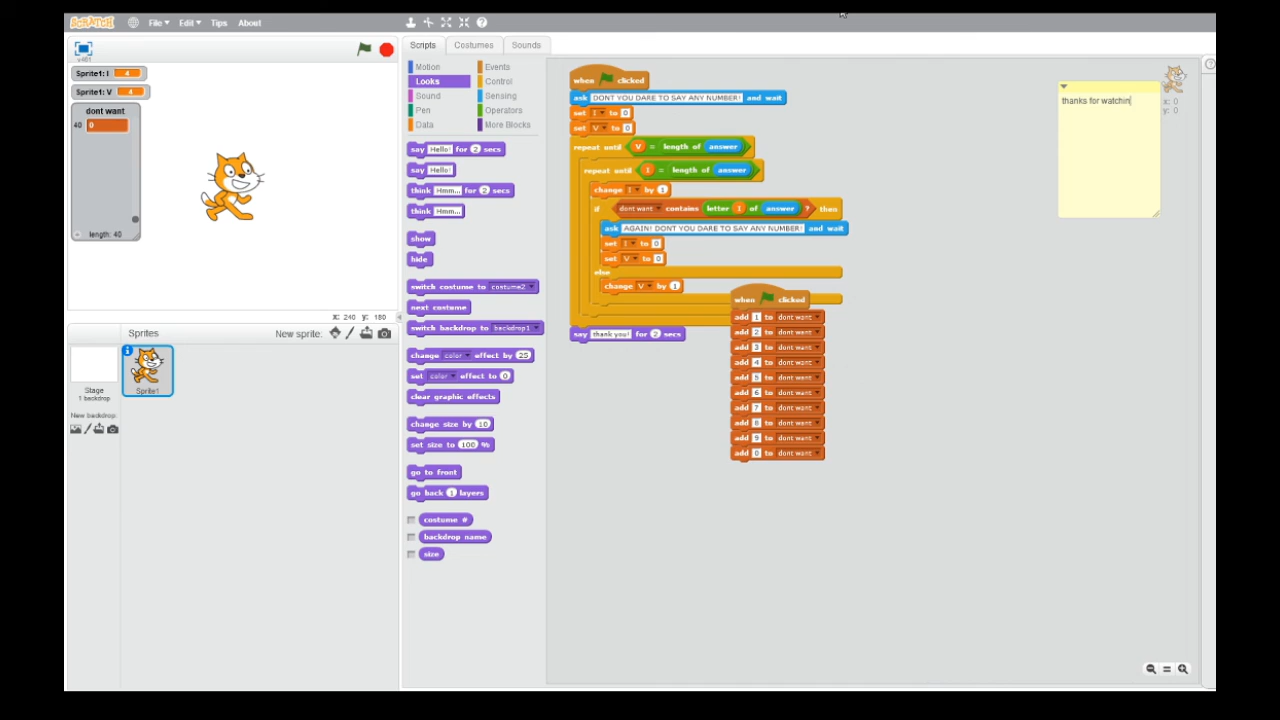 SCRATCH File Edit Tips About
v461
Sprite1: I 4
Sprite1: V 4
dont want
40 0
length: 40
X: 240 y: 180
Sprites New sprite:
Stage
1 backdrop
Sprite1
New backdrop:
Scripts Costumes Sounds
Motion Events
Looks Control
Sound Sensing
Pen Operators
Data More Blocks
say Hello! for 2 secs
say Hello!
think Hmm... for 2 secs
think Hmm...
show
hide
switch costume to costume2
next costume
switch backdrop to backdrop1
change color effect by 25
set color effect to 0
clear graphic effects
change size by 10
set size to 100 %
go to front
go back 1 layers
costume #
backdrop name
size
when clicked
ask DONT YOU DARE TO SAY ANY NUMBER! and wait
set I to 0
set V to 0
repeat until V = length of answer
repeat until I = length of answer
change I by 1
if dont want contains letter I of answer ? then
ask AGAIN! DONT YOU DARE TO SAY ANY NUMBER! and wait
set I to 0
set V to 0
else
change V by 1
say thank you! for 2 secs
when clicked
add 1 to dont want
add 2 to dont want
add 3 to dont want
add 4 to dont want
add 5 to dont want
add 6 to dont want
add 7 to dont want
add 8 to dont want
add 9 to dont want
add 0 to dont want
thanks for watchin
x: 0
y: 0